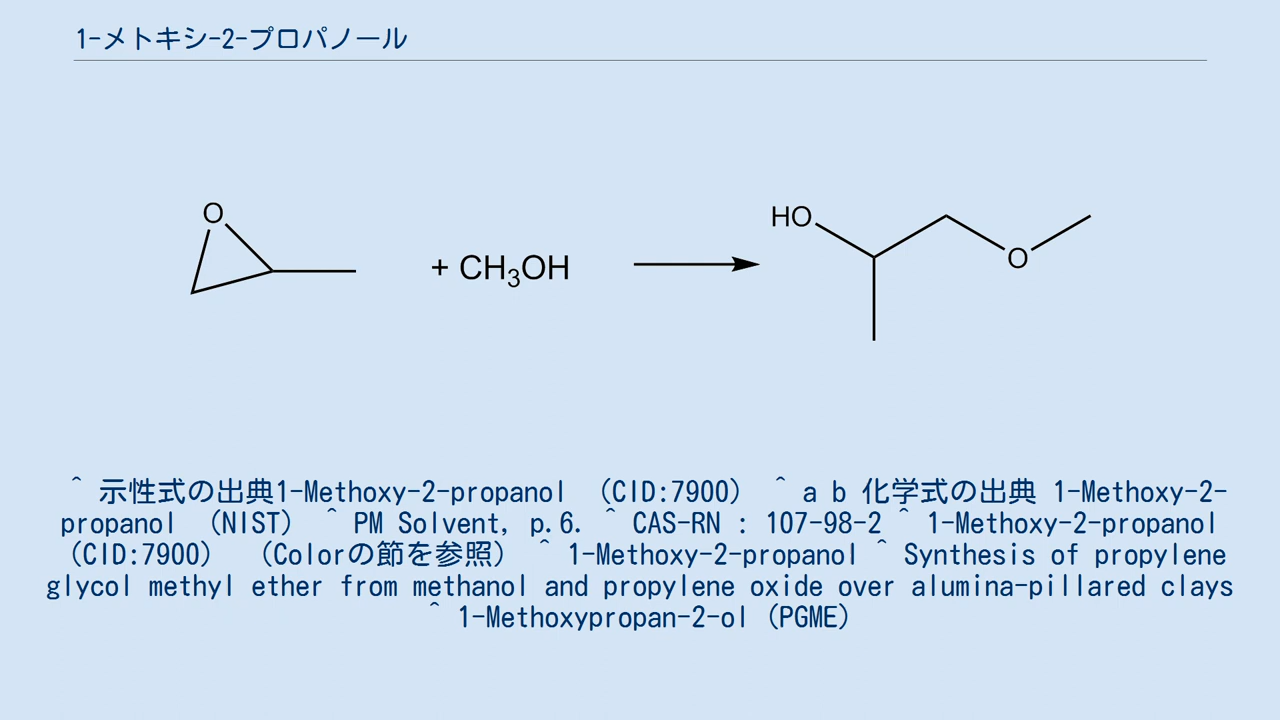 1-メトキシ-2-プロパノール
O
+ CH3OH
HO
O
^ 示性式の出典1-Methoxy-2-propanol （CID:7900） ^ a b 化学式の出典 1-Methoxy-2-
propanol （NIST） ^ PM Solvent, p.6. ^ CAS-RN : 107-98-2 ^ 1-Methoxy-2-propanol
（CID:7900） （Colorの節を参照） ^ 1-Methoxy-2-propanol ^ Synthesis of propylene
glycol methyl ether from methanol and propylene oxide over alumina-pillared clays
^ 1-Methoxypropan-2-ol (PGME)